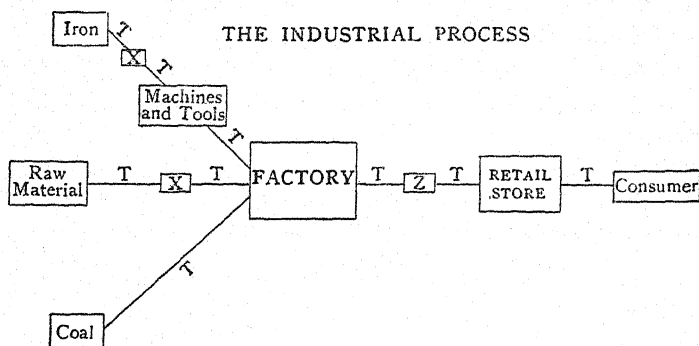 THE INDUSTRIAL PROCESS
Iron
T
X
T
Machines
and Tools
T
Raw
Material
T
X
T
FACTORY
T
Z
T
RETAIL
STORE
T
Consumer
T
Coal